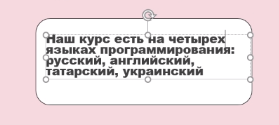 Наш курс есть на четырех
языках программирования:
русский, английский,
татарский, украинский